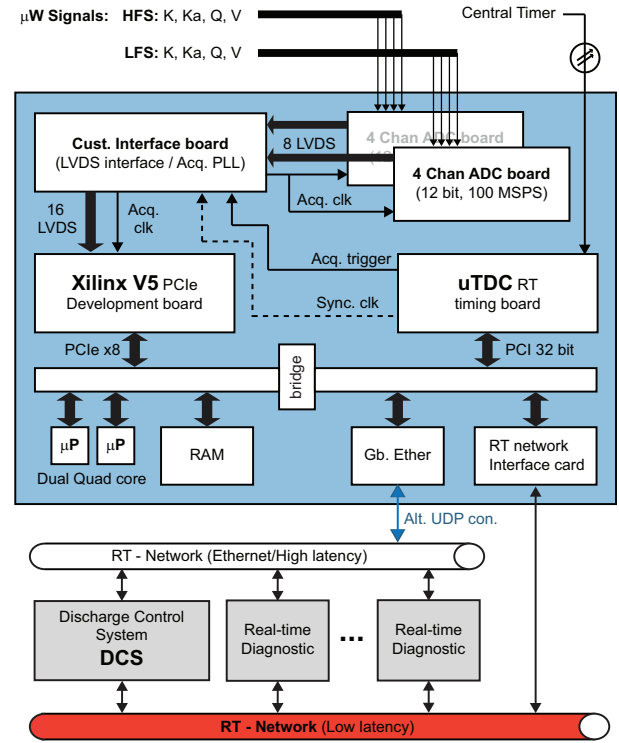 μW Signals: HFS: K, Ka, Q, V
Central Timer
LFS: K, Ka, Q, V
Cust. Interface board
(LVDS interface / Acq. PLL)
8 LVDS
4 Chan ADC board
(12
4 Chan ADC board
(12 bit, 100 MSPS)
Acq. clk
16
LVDS
Acq.
clk
Acq. trigger
Xilinx V5 PCIe
Development board
uTDC RT
timing board
Sync. clk
PCIe x8
PCI 32 bit
bridge
μP
μP
Dual Quad core
RAM
Gb. Ether
RT network
Interface card
Alt. UDP con.
RT - Network (Ethernet/High latency)
Discharge Control
System
DCS
Real-time
Diagnostic
...
Real-time
Diagnostic
RT - Network (Low latency)